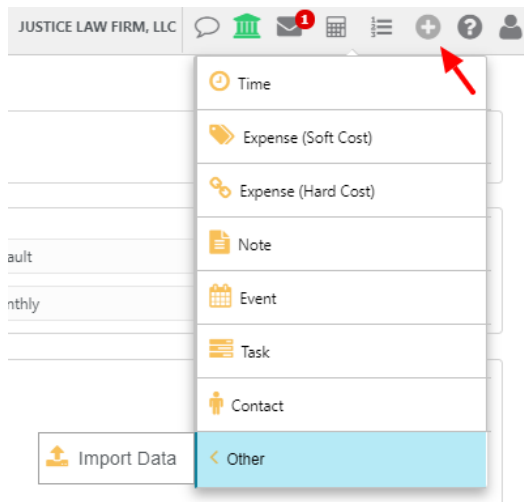 JUSTICE LAW FIRM, LLC
1
Time
Expense (Soft Cost)
Expense (Hard Cost)
Note
ault
Event
nthly
Task
Contact
Import Data
Other